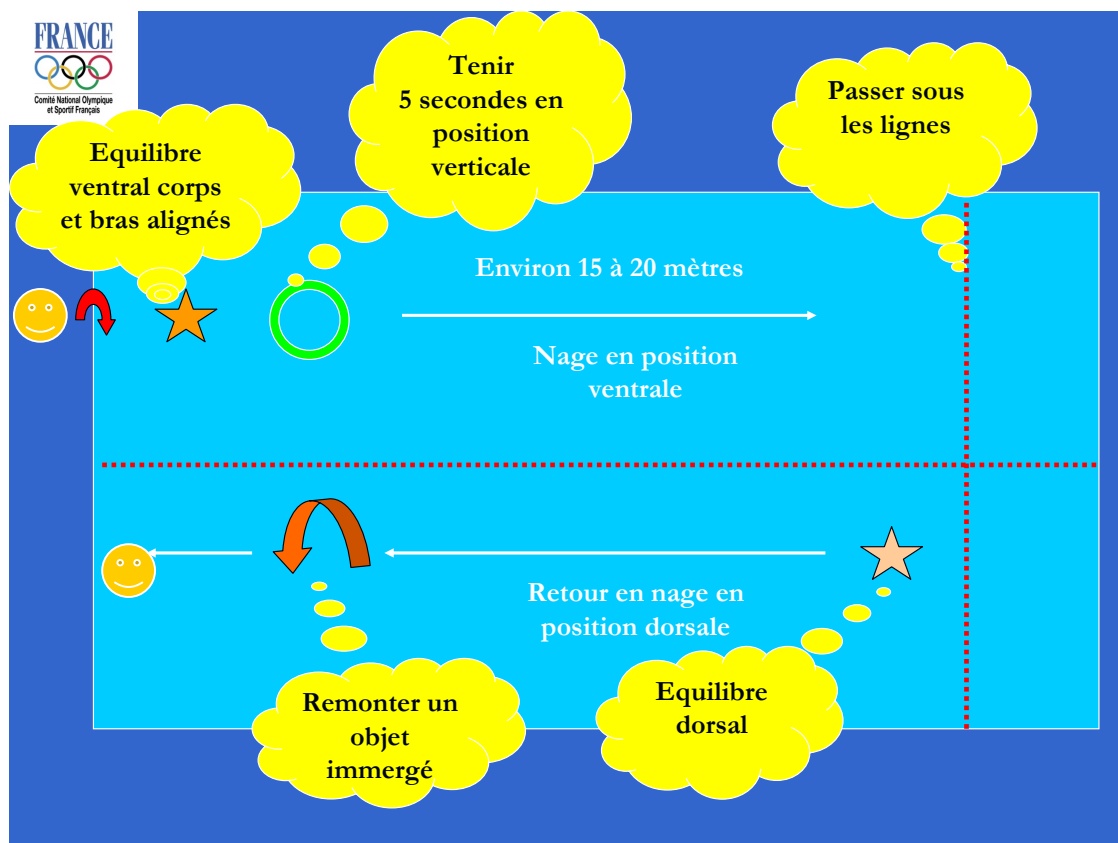 FRANCE
Comité National Olympique
et Sportif Français
Equilibre
ventral corps
et bras alignés
Tenir
5 secondes en
position
verticale
Passer sous
les lignes
Environ 15 à 20 mètres
Nage en position
ventrale
Retour en nage en
position dorsale
Remonter un
objet
immergé
Equilibre
dorsal